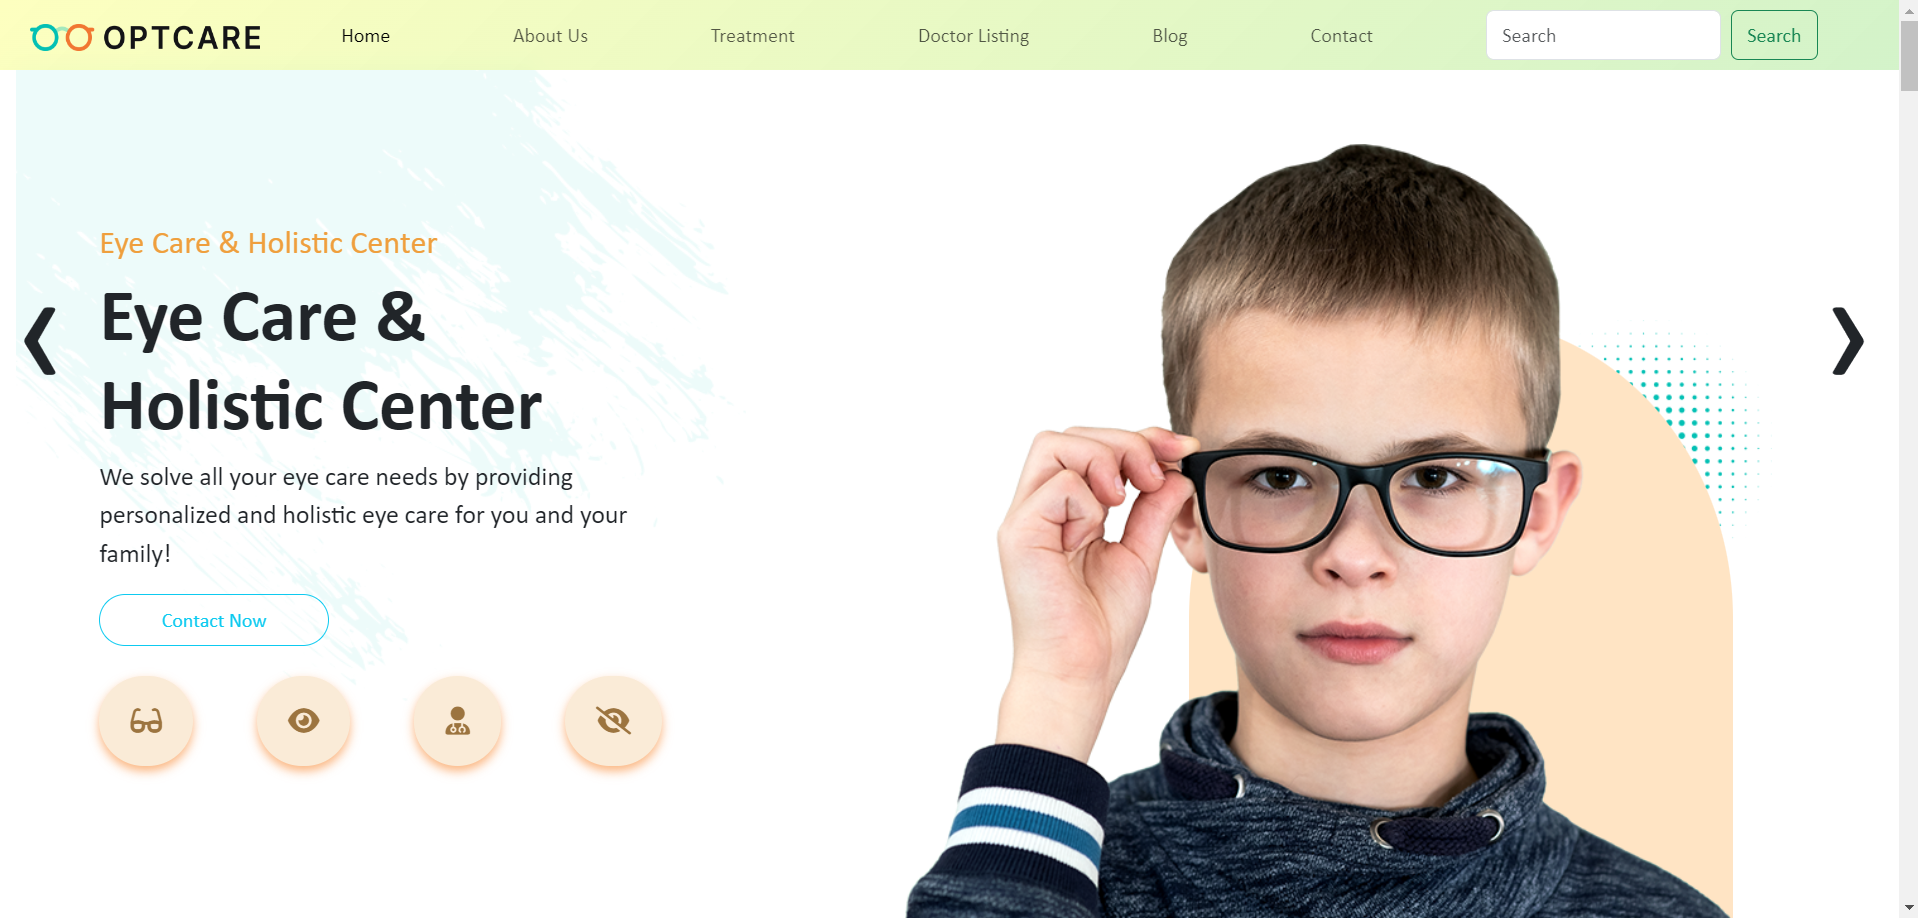 OPTCARE
Home
About Us
Treatment
Doctor Listing
Blog
Contact
Search
Search
Eye Care & Holistic Center
Eye Care &
Holistic Center
We solve all your eye care needs by providing
personalized and holistic eye care for you and your
family!
Contact Now